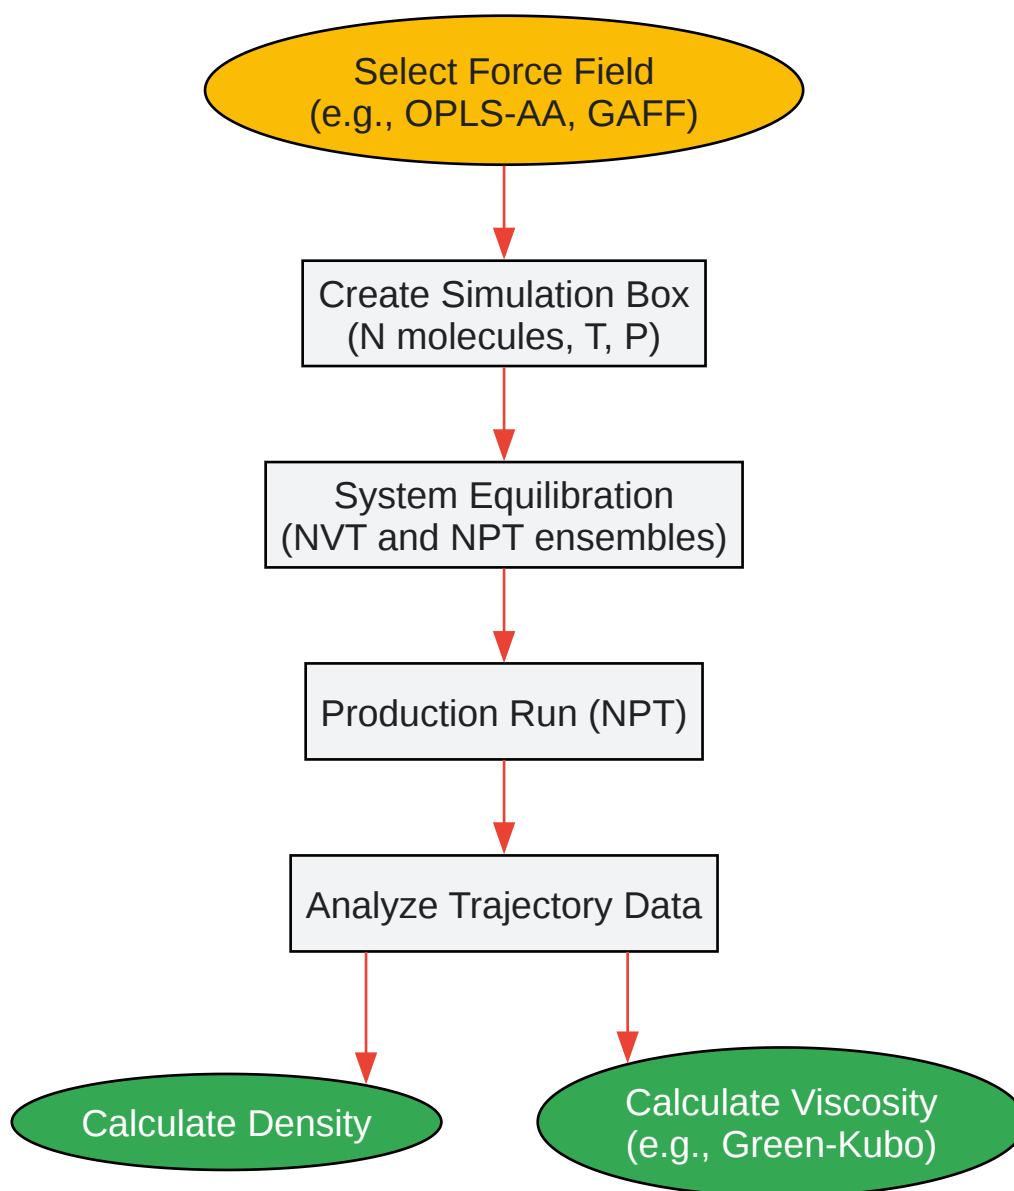 Select Force Field
(e.g., OPLS-AA, GAFF)
Create Simulation Box
(N molecules, T, P)
System Equilibration
(NVT and NPT ensembles)
Production Run (NPT)
Analyze Trajectory Data
Calculate Density
Calculate Viscosity
(e.g., Green-Kubo)